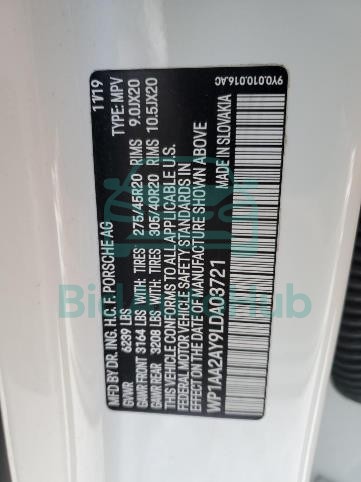 9Y0.010.016.AC
MFD BY DR. ING. H.C. F. PORSCHE AG 11/19
GVWR 6239 LBS TYPE: MPV
GAWR FRONT 3164 LBS WITH: TIRES 275/45R20 RIMS 9.0JX20
GAWR REAR 3208 LBS WITH: TIRES 305/40R20 RIMS 10.5JX20
THIS VEHICLE CONFORMS TO ALL APPLICABLE U.S.
FEDERAL MOTOR VEHICLE SAFETY STANDARDS IN
EFFECT ON THE DATE OF MANUFACTURE SHOWN ABOVE
WP1AA2AY9LDA03721 MADE IN SLOVAKIA